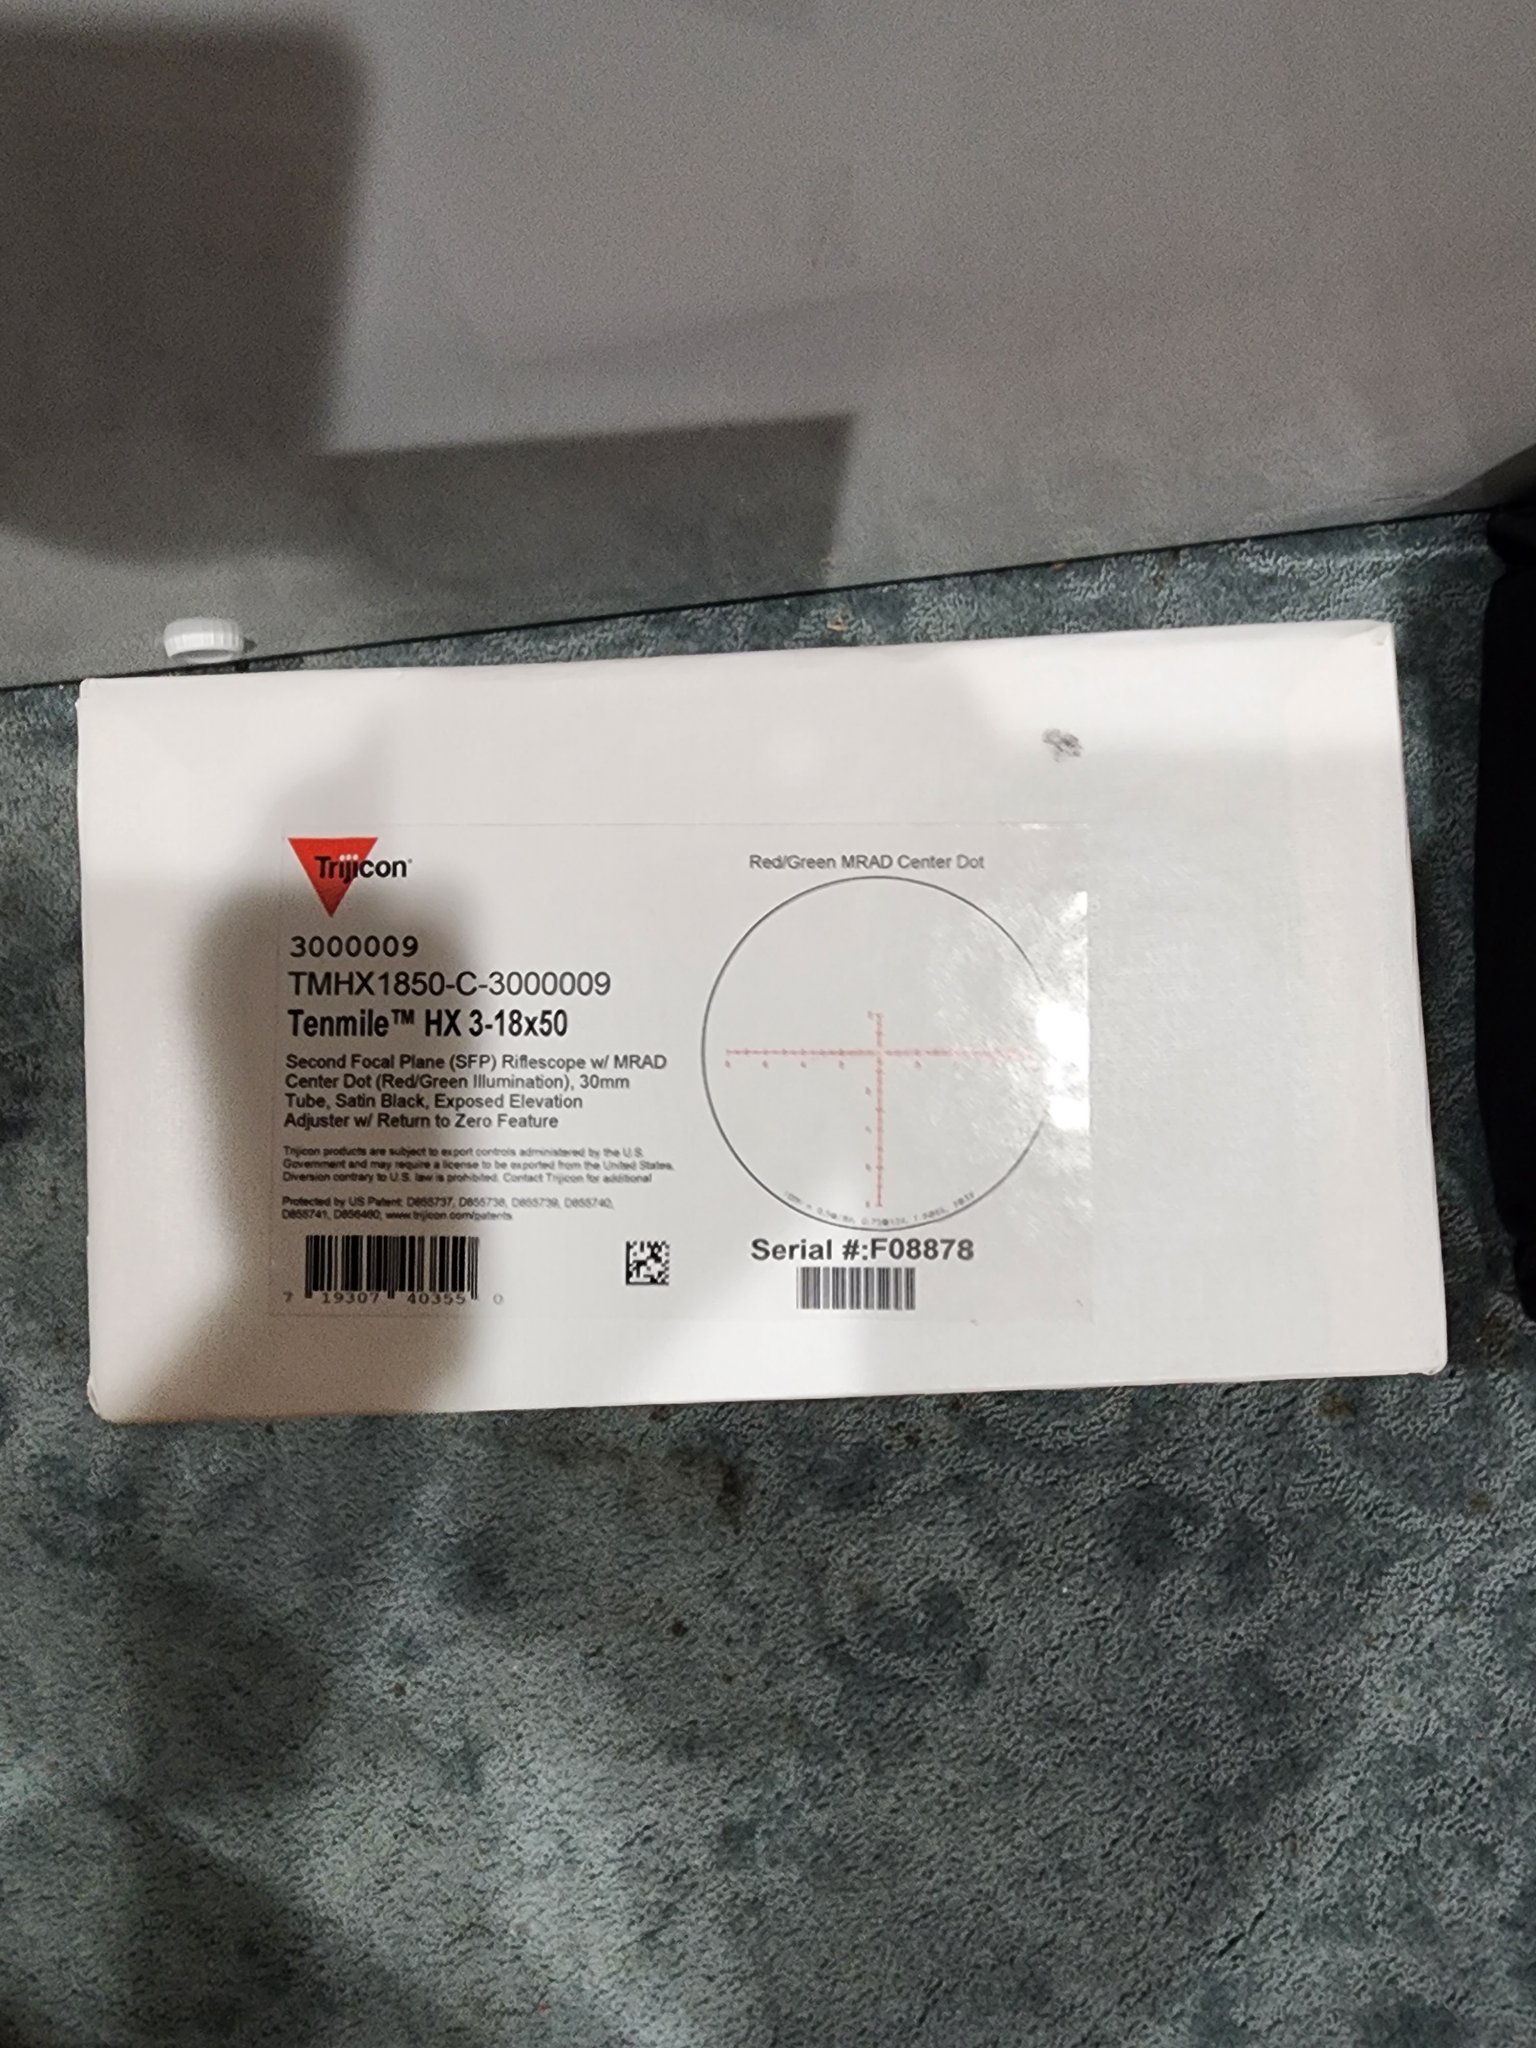 Trijicon®
3000009
TMHX1850-C-3000009
Tenmile™ HX 3-18x50
Second Focal Plane (SFP) Riflescope w/ MRAD
Center Dot (Red/Green Illumination), 30mm
Tube, Satin Black, Exposed Elevation
Adjuster w/ Return to Zero Feature
Trijicon products are subject to export controls administered by the U.S.
Government and may require a license to be exported from the United States.
Diversion contrary to U.S. law is prohibited. Contact Trijicon for additional
Protected by US Patent: D855737, D855738, D855739, D855740,
D855741, D856460; www.trijicon.com/patents
7 19307 40355 0
Red/Green MRAD Center Dot
Serial #:F08878